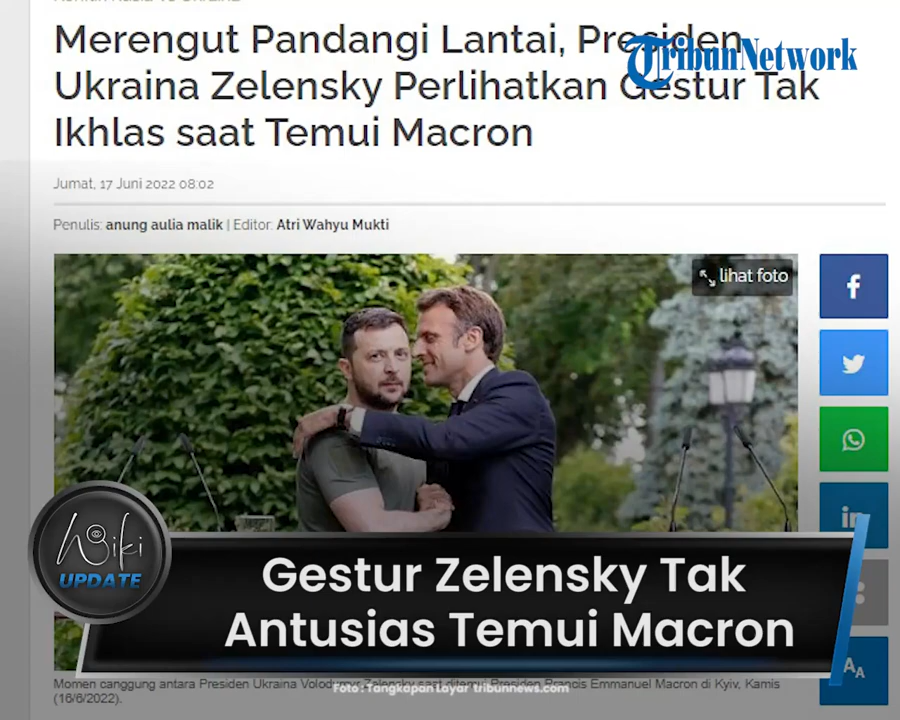 Merengut Pandangi Lantai, Presiden
Ukraina Zelensky Perlihatkan Gestur Tak
Ikhlas saat Temui Macron
TribunNetwork
Jumat, 17 Juni 2022 08:02
Penulis: anung aulia malik | Editor: Atri Wahyu Mukti
lihat foto
f
in
Wiki
UPDATE
Gestur Zelensky Tak
Antusias Temui Macron
AA
Momen canggung antara Presiden Ukraina Volodymyr Zelensky saat ditemui Presiden Prancis Emmanuel Macron di Kyiv, Kamis
(16/6/2022).
Foto : Tangkapan Layar tribunnews.com